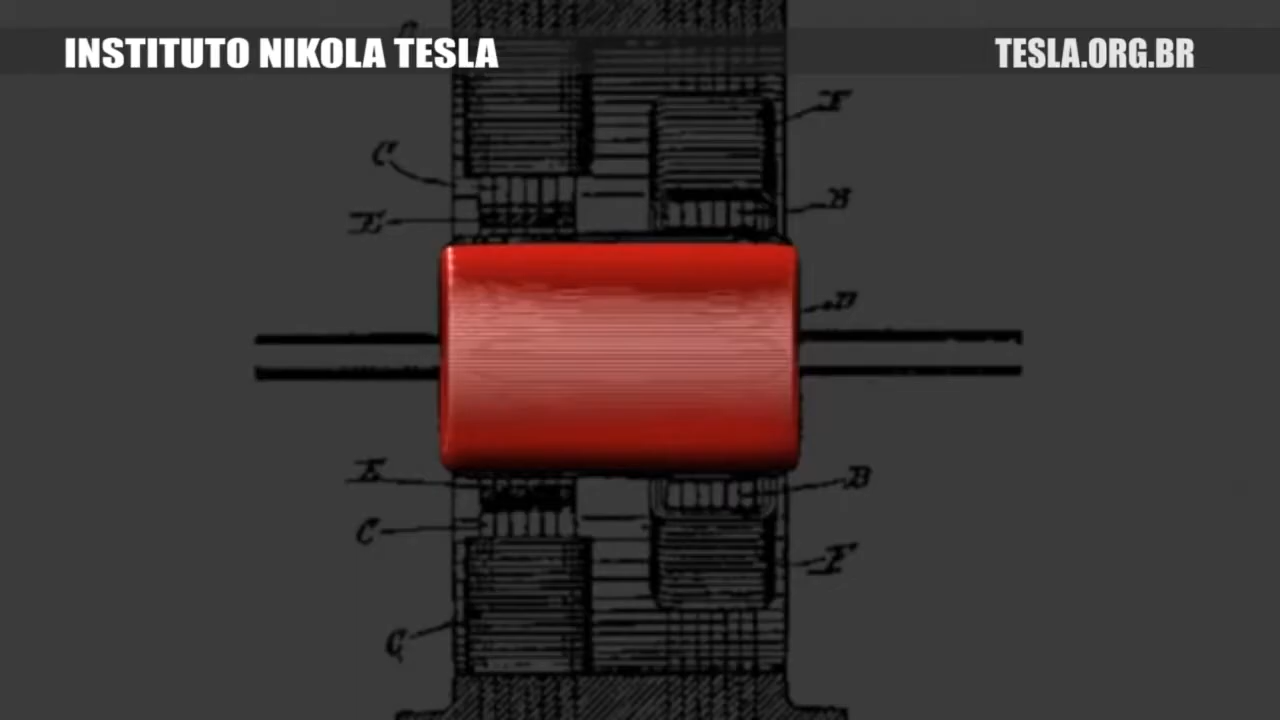 INSTITUTO NIKOLA TESLA
TESLA.ORG.BR
F
C
B
E
D
E
B
C
F
G